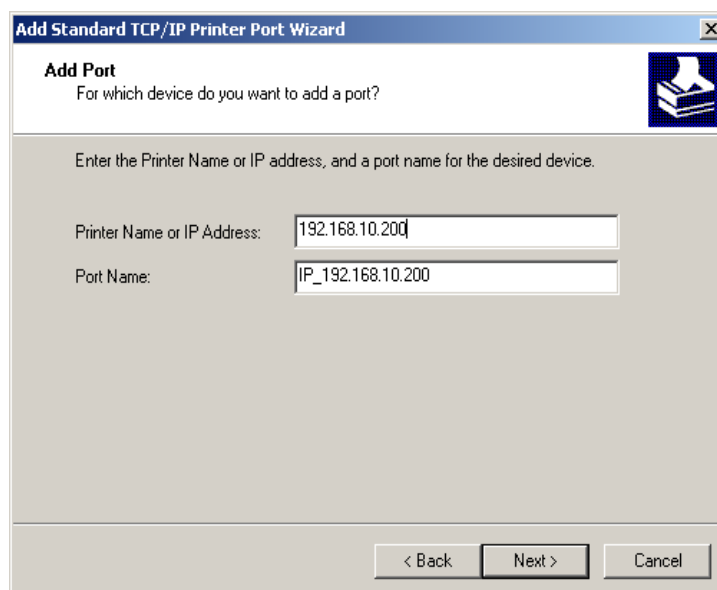 Add Standard TCP/IP Printer Port Wizard
Add Port
For which device do you want to add a port?
Enter the Printer Name or IP address, and a port name for the desired device.
Printer Name or IP Address: 192.168.10.200
Port Name: IP_192.168.10.200
< Back Next > Cancel